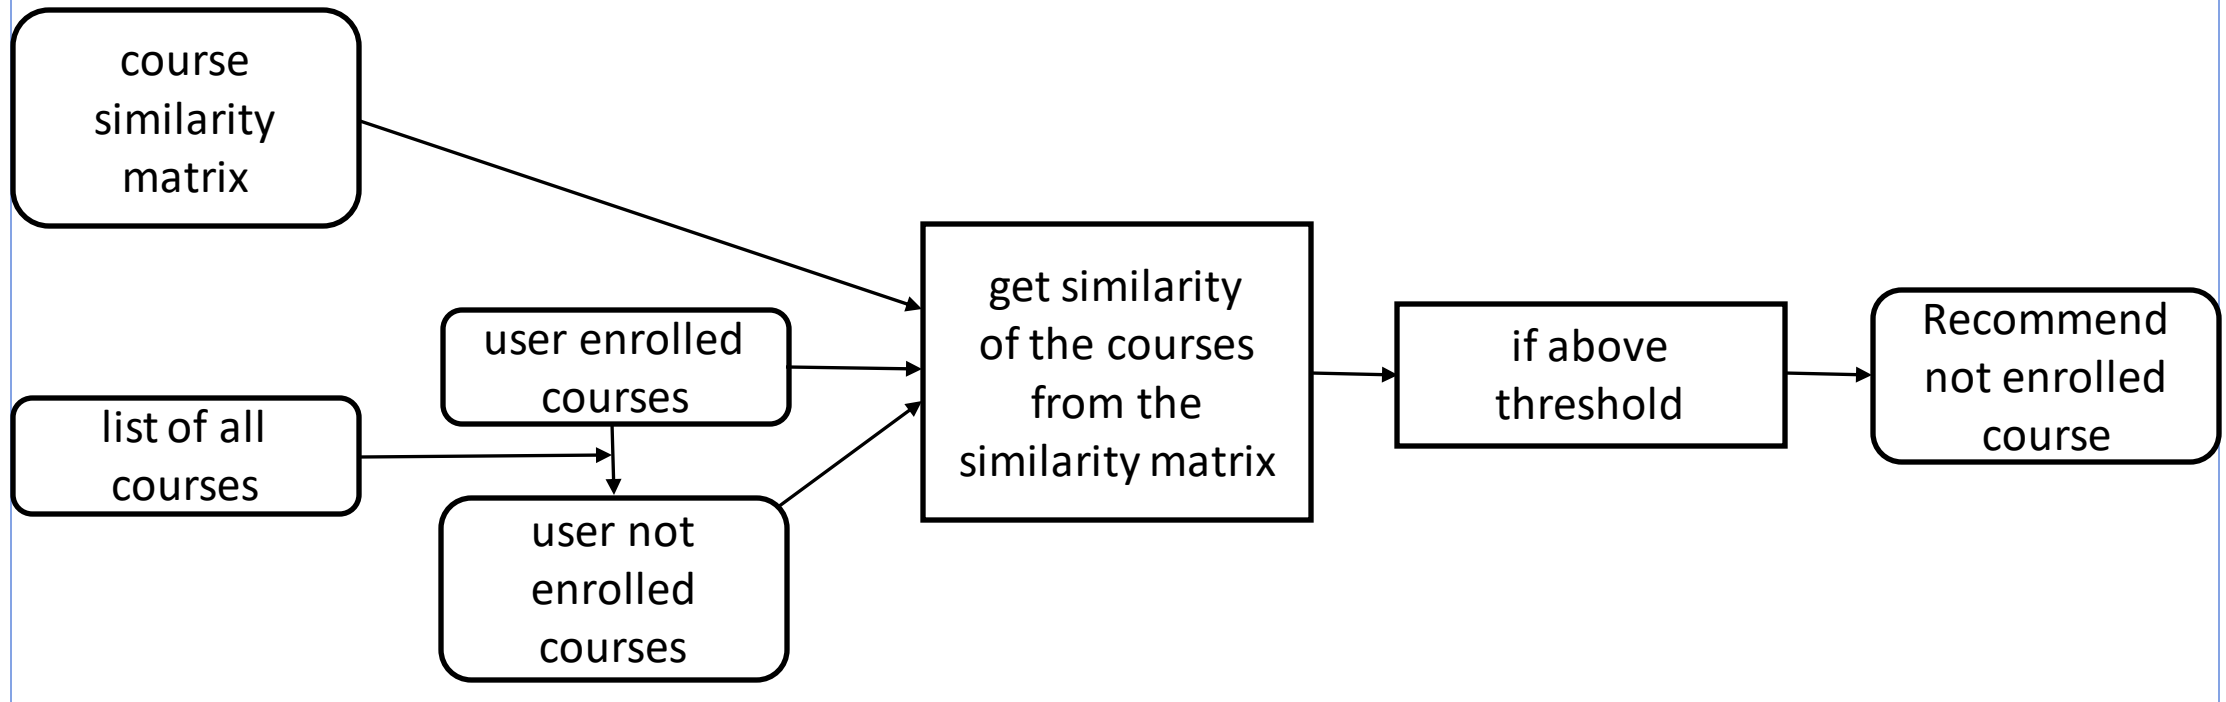 course
similarity
matrix
user enrolled
courses
list of all
courses
user not
enrolled
courses
get similarity
of the courses
from the
similarity matrix
if above
threshold
Recommend
not enrolled
course